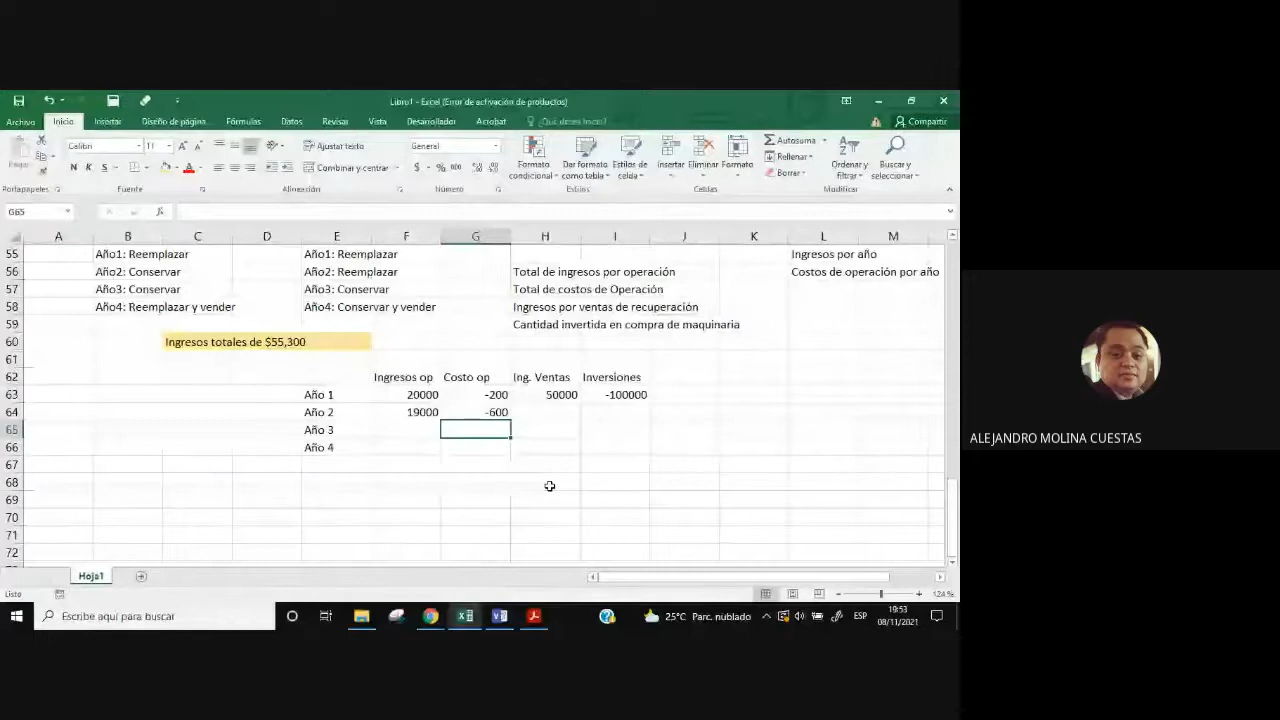 Libro1 - Excel (Error de activación de productos)
Archivo Inicio Insertar Diseño de página Fórmulas Datos Revisar Vista Desarrollador Acrobat ¿Qué desea hacer? Compartir
Pegar
Calibri 11
N K S
Ajustar texto
Combinar y centrar
General
$ % 000
Formato condicional
Dar formato como tabla
Estilos de celda
Insertar
Eliminar
Formato
Autosuma
Rellenar
Borrar
Ordenar y filtrar
Buscar y seleccionar
Portapapeles Fuente Alineación Número Estilos Celdas Modificar
G65 fx
A B C D E F G H I J K L M
55 Año1: Reemplazar Año1: Reemplazar Ingresos por año
56 Año2: Conservar Año2: Reemplazar Total de ingresos por operación Costos de operación por año
57 Año3: Conservar Año3: Conservar Total de costos de Operación
58 Año4: Reemplazar y vender Año4: Conservar y vender Ingresos por ventas de recuperación
59 Cantidad invertida en compra de maquinaria
60 Ingresos totales de $55,300
61
62 Ingresos op Costo op Ing. Ventas Inversiones
63 Año 1 20000 -200 50000 -100000
64 Año 2 19000 -600
65 Año 3
66 Año 4
67
68
69
70
71
72
Hoja1
Listo 124 %
Escribe aquí para buscar
25°C Parc. nublado ESP 19:53
08/11/2021
ALEJANDRO MOLINA CUESTAS